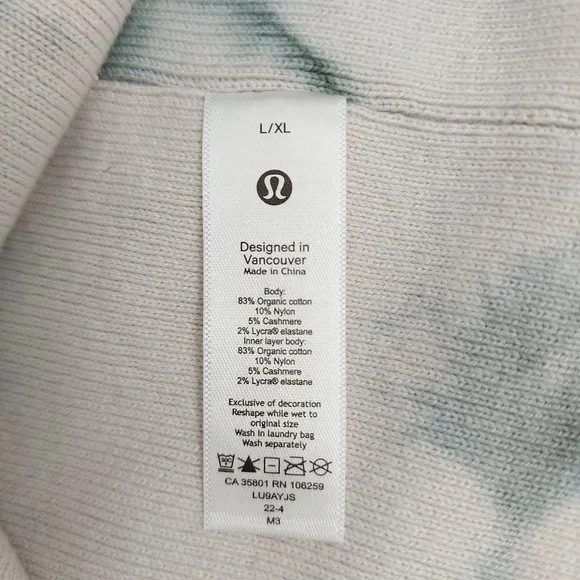 L/XL
Designed in
Vancouver
Made in China
Body:
83% Organic cotton
10% Nylon
5% Cashmere
2% Lycra® elastane
Inner layer body:
83% Organic cotton
10% Nylon
5% Cashmere
2% Lycra® elastane
Exclusive of decoration
Reshape while wet to
original size
Wash in laundry bag
Wash separately
CA 35801 RN 106259
LU9AYJS
22-4
M3